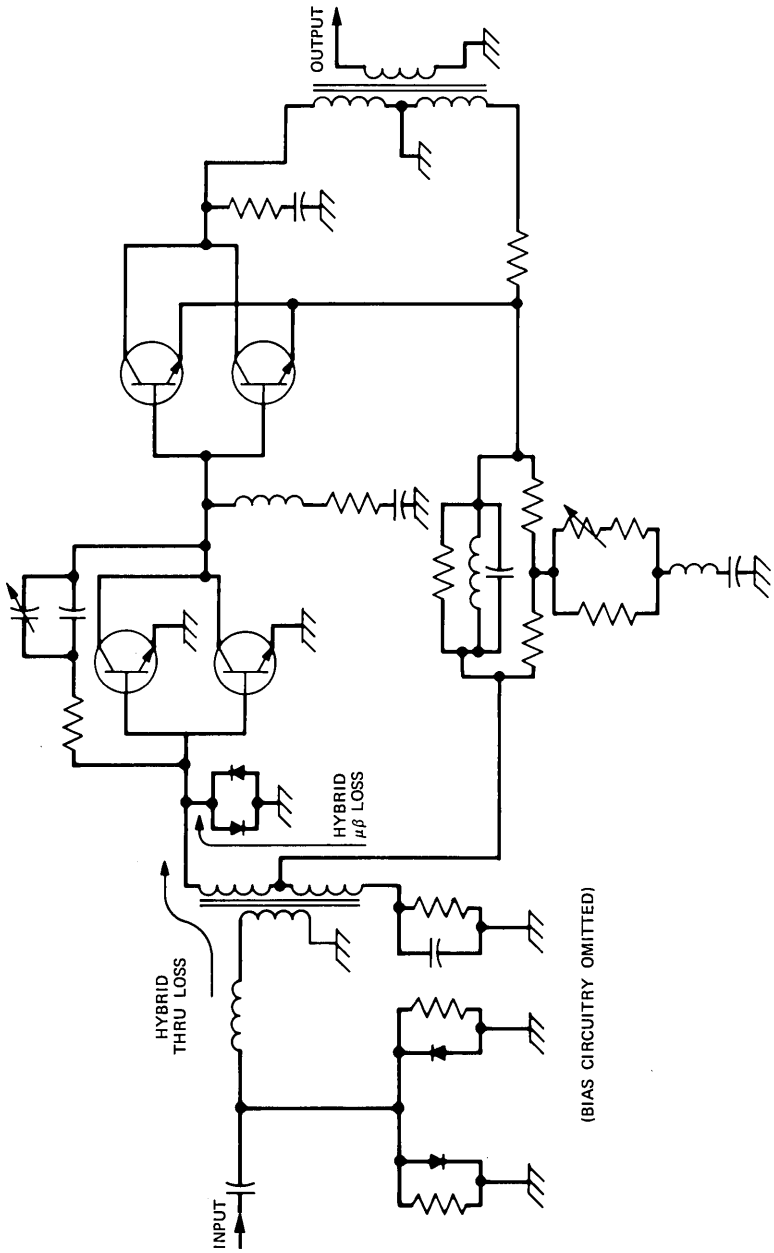 INPUT
HYBRID
THRU LOSS
HYBRID
μβ LOSS
OUTPUT
(BIAS CIRCUITRY OMITTED)